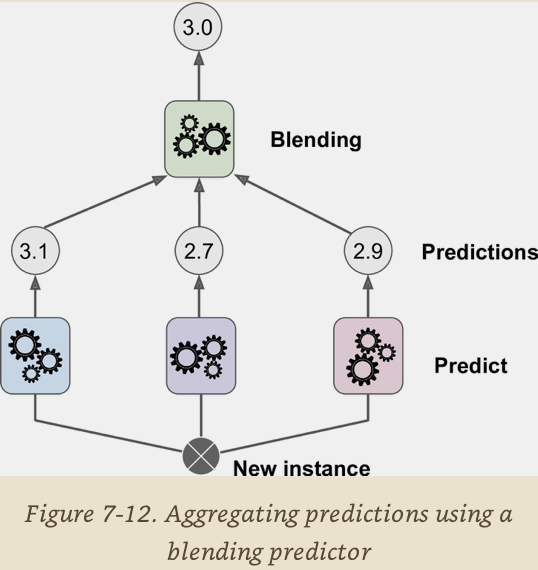 3.0
Blending
3.1
2.7
2.9
Predictions
Predict
New instance
Figure 7-12. Aggregating predictions using a
blending predictor